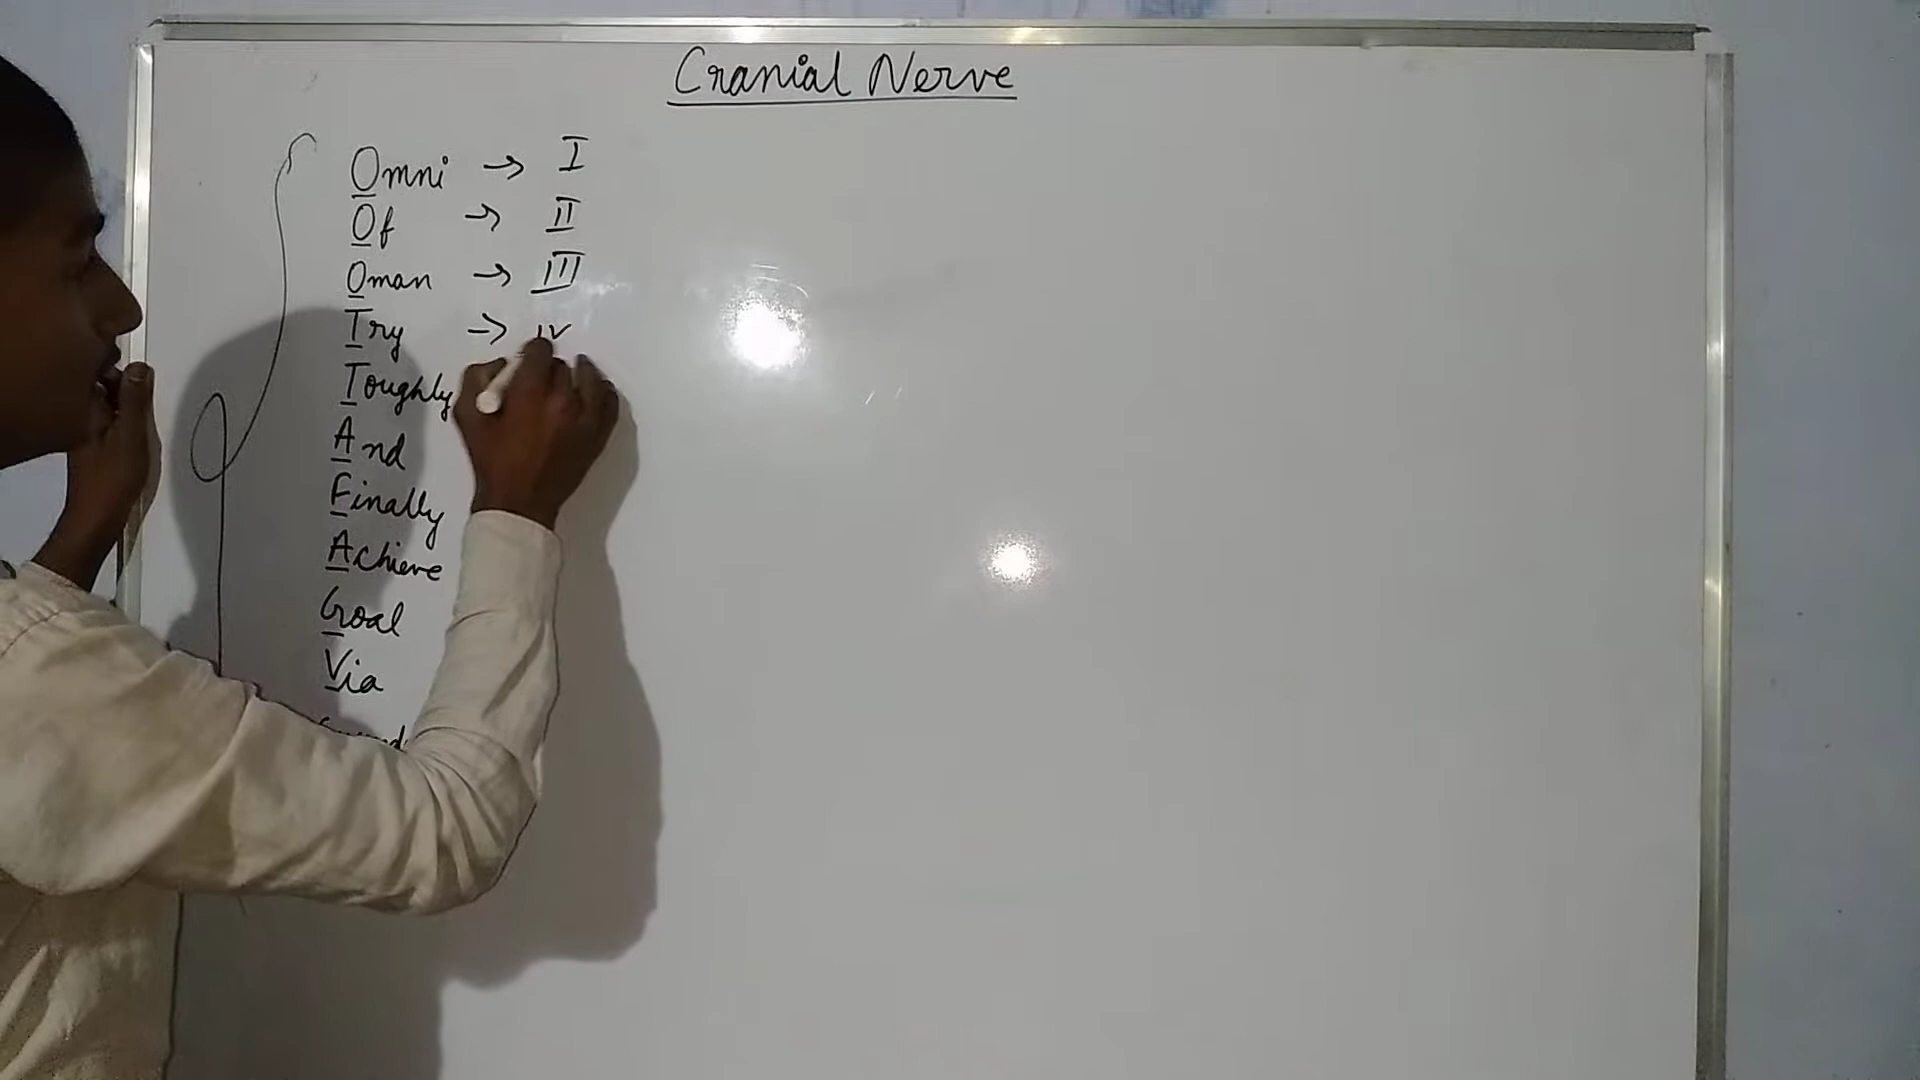 Cranial Nerve
Omni → I
Of → II
Oman → III
Try → IV
Toughly
And
Finally
Achieve
Goal
Via